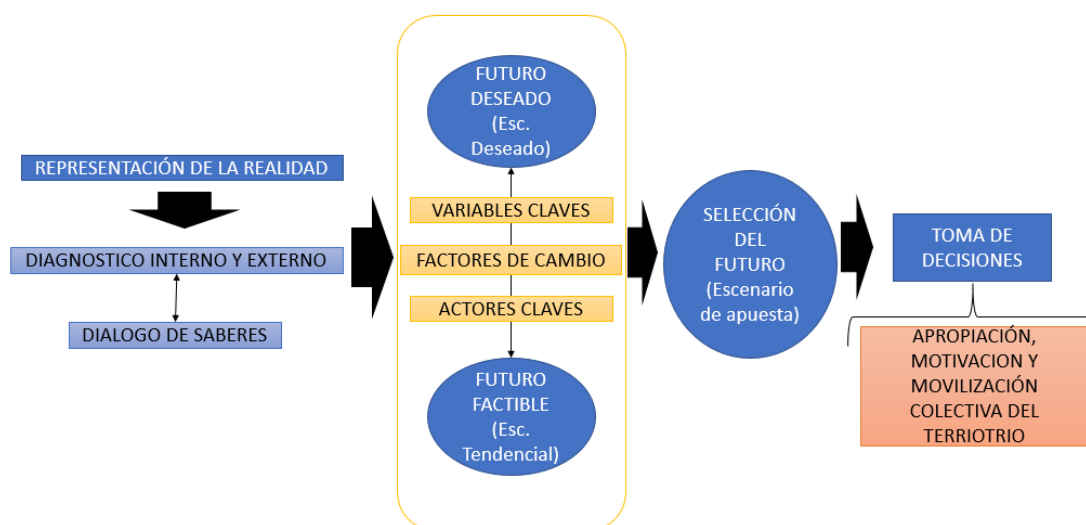 REPRESENTACIÓN DE LA REALIDAD
DIAGNOSTICO INTERNO Y EXTERNO
DIALOGO DE SABERES
FUTURO
DESEADO
(Esc.
Deseado)
VARIABLES CLAVES
FACTORES DE CAMBIO
ACTORES CLAVES
FUTURO
FACTIBLE
(Esc.
Tendencial)
SELECCIÓN
DEL
FUTURO
(Escenario
de apuesta)
TOMA DE
DECISIONES
APROPIACIÓN,
MOTIVACION Y
MOVILIZACIÓN
COLECTIVA DEL
TERRIOTRIO